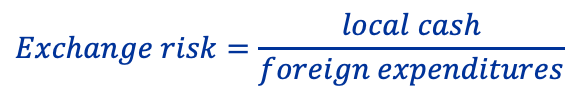 Exchange risk = local cash / foreign expenditures